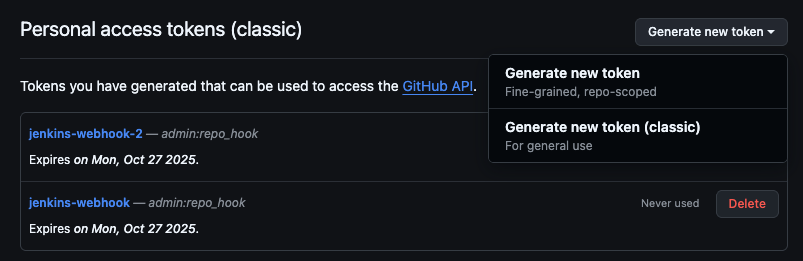 Personal access tokens (classic)
Generate new token
Tokens you have generated that can be used to access the GitHub API.
Generate new token
Fine-grained, repo-scoped
Generate new token (classic)
For general use
jenkins-webhook-2 — admin:repo_hook
Expires on Mon, Oct 27 2025.
jenkins-webhook — admin:repo_hook
Never used
Delete
Expires on Mon, Oct 27 2025.